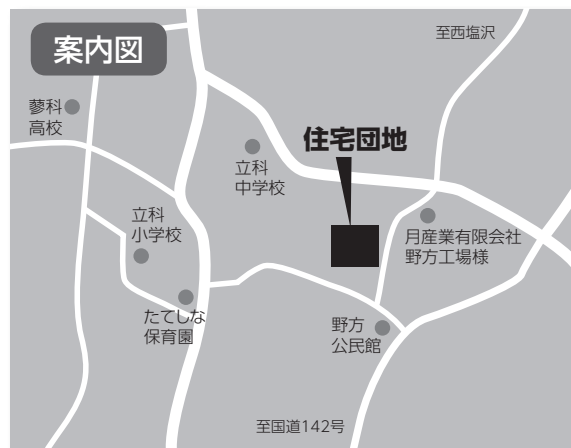 案内図
至西塩沢
蓼科
高校
住宅団地
立科
中学校
立科
小学校
月産業有限会社
野方工場様
たてしな
保育園
野方
公民館
至国道142号